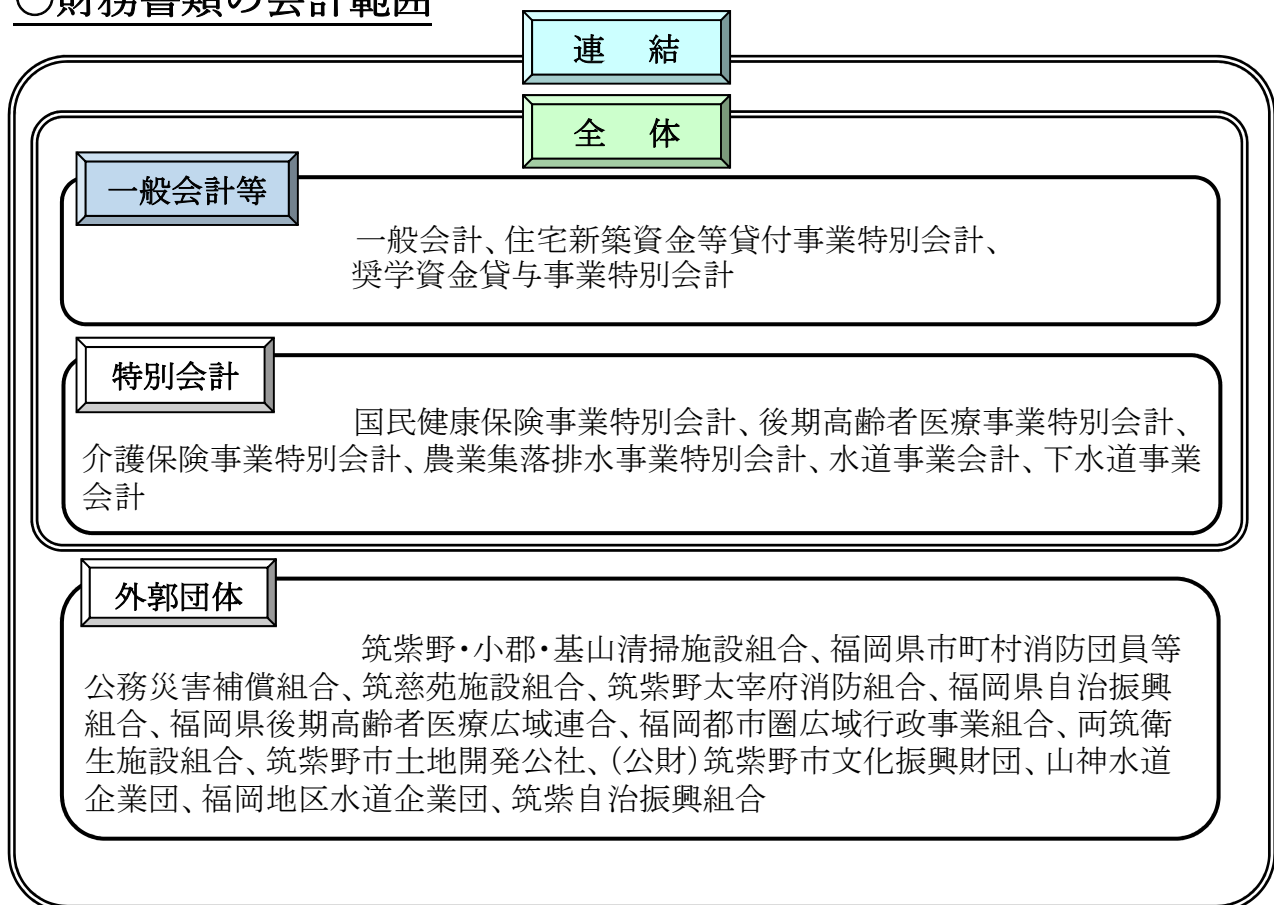 ○財務書類の会計範囲
連 結
全 体
一般会計等
一般会計、住宅新築資金等貸付事業特別会計、
奨学資金貸与事業特別会計
特別会計
国民健康保険事業特別会計、後期高齢者医療事業特別会計、
介護保険事業特別会計、農業集落排水事業特別会計、水道事業会計、下水道事業
会計
外郭団体
筑紫野・小郡・基山清掃施設組合、福岡県市町村消防団員等
公務災害補償組合、筑慈苑施設組合、筑紫野太宰府消防組合、福岡県自治振興
組合、福岡県後期高齢者医療広域連合、福岡都市圏広域行政事業組合、両筑衛
生施設組合、筑紫野市土地開発公社、(公財)筑紫野市文化振興財団、山神水道
企業団、福岡地区水道企業団、筑紫自治振興組合